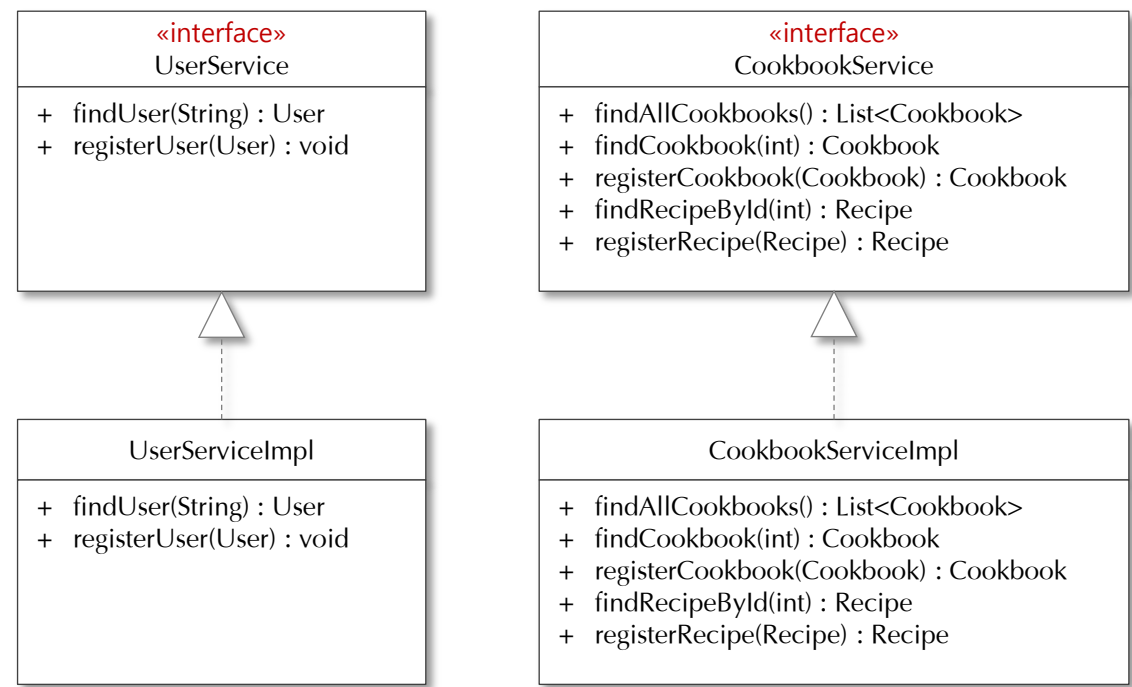 «interface»
UserService
+ findUser(String) : User
+ registerUser(User) : void
«interface»
CookbookService
+ findAllCookbooks() : List<Cookbook>
+ findCookbook(int) : Cookbook
+ registerCookbook(Cookbook) : Cookbook
+ findRecipeById(int) : Recipe
+ registerRecipe(Recipe) : Recipe
UserServiceImpl
+ findUser(String) : User
+ registerUser(User) : void
CookbookServiceImpl
+ findAllCookbooks() : List<Cookbook>
+ findCookbook(int) : Cookbook
+ registerCookbook(Cookbook) : Cookbook
+ findRecipeById(int) : Recipe
+ registerRecipe(Recipe) : Recipe